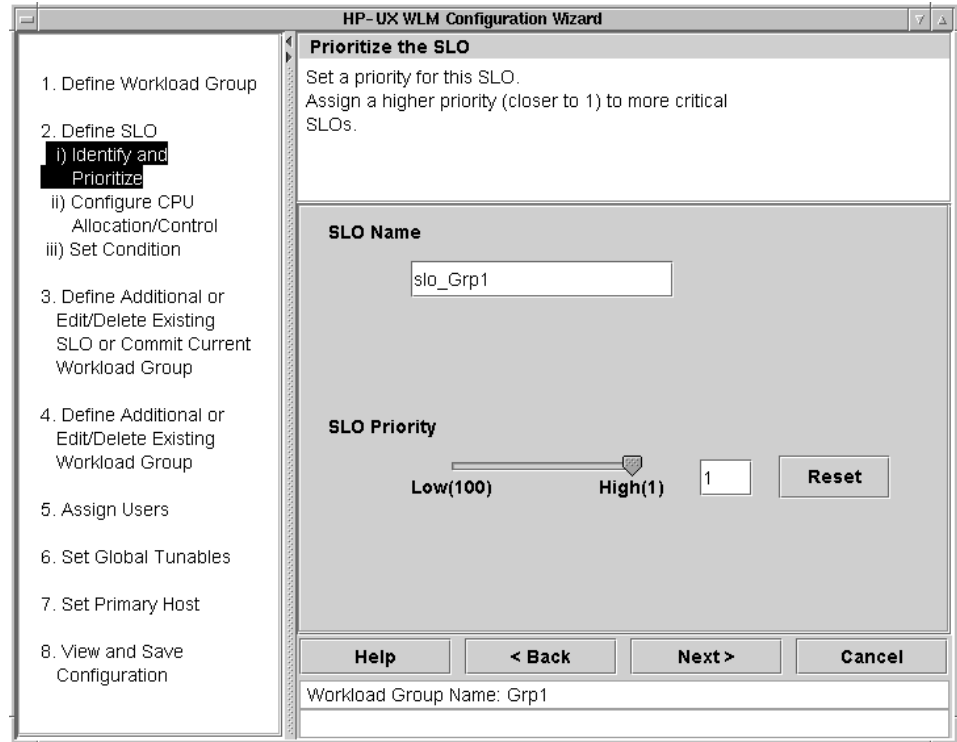 HP-UX WLM Configuration Wizard
1. Define Workload Group
2. Define SLO
i) Identify and
Prioritize
ii) Configure CPU
Allocation/Control
iii) Set Condition
3. Define Additional or
Edit/Delete Existing
SLO or Commit Current
Workload Group
4. Define Additional or
Edit/Delete Existing
Workload Group
5. Assign Users
6. Set Global Tunables
7. Set Primary Host
8. View and Save
Configuration
Prioritize the SLO
Set a priority for this SLO.
Assign a higher priority (closer to 1) to more critical
SLOs.
SLO Name
slo_Grp1
SLO Priority
Low(100) High(1) 1 Reset
Help < Back Next > Cancel
Workload Group Name: Grp1